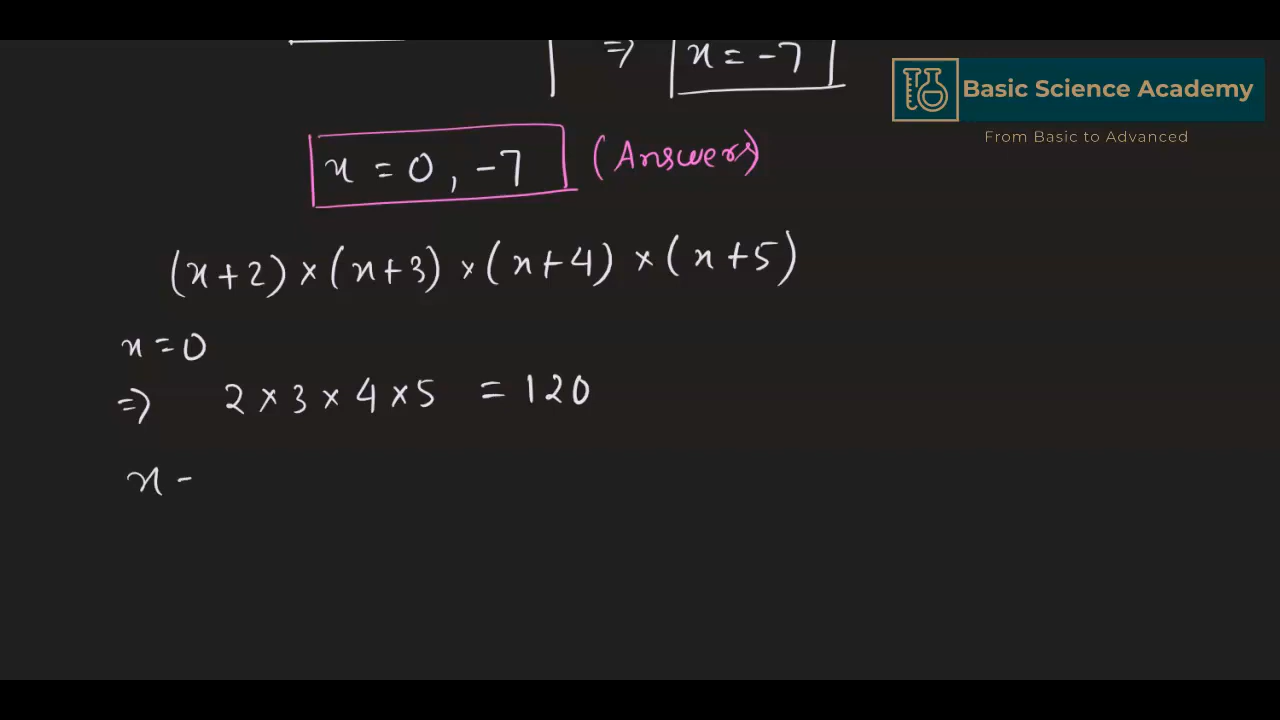 ⇒ x = -7
Basic Science Academy
From Basic to Advanced
x = 0, -7 (Answers)
(x+2) × (x+3) × (x+4) × (x+5)
x = 0
⇒ 2 × 3 × 4 × 5 = 120
x -